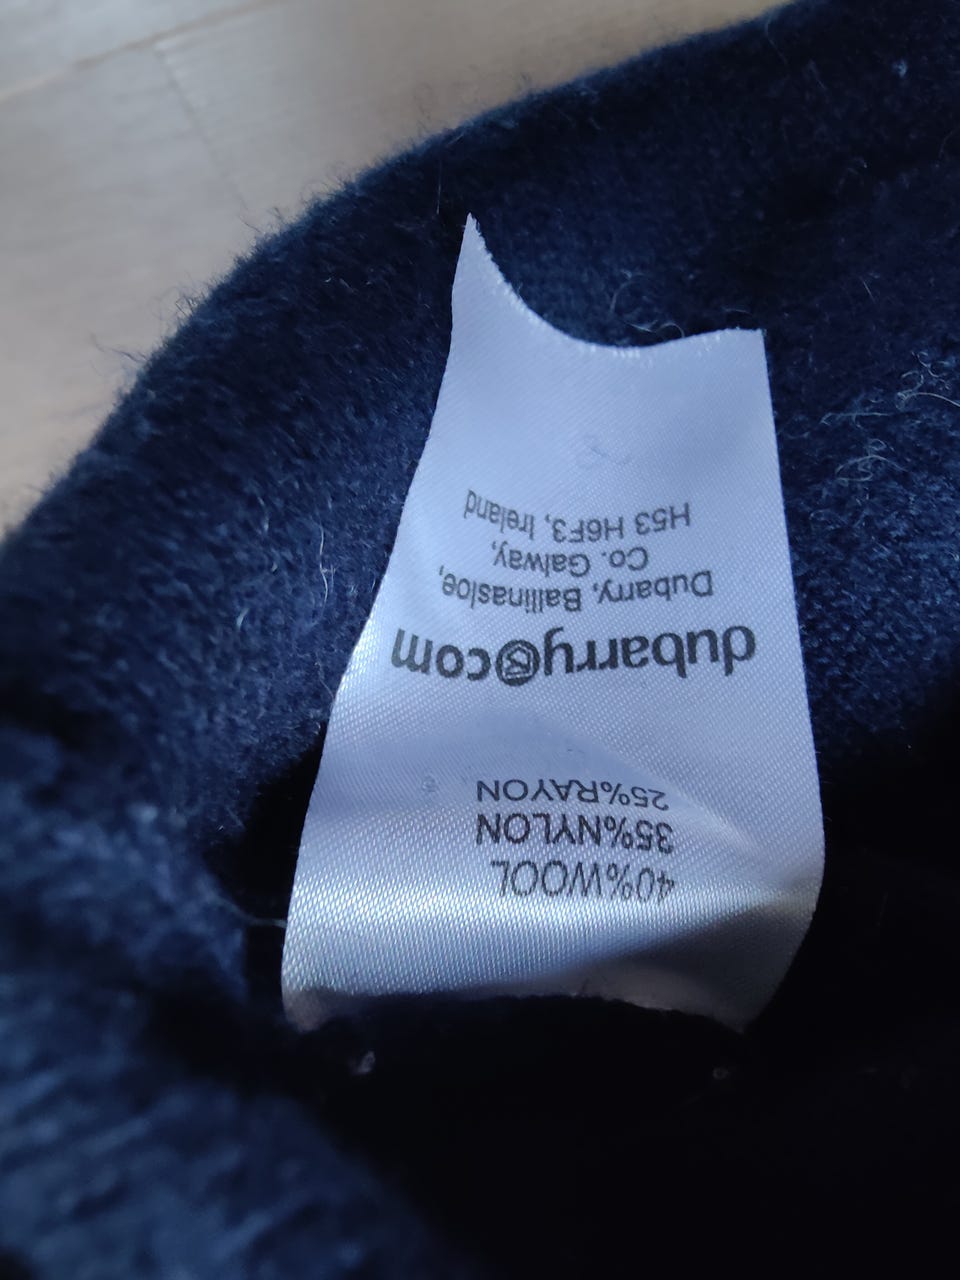 40%WOOL
35%NYLON
25%RAYON
dubarry.com
Dubarry, Ballinasloe,
Co. Galway,
H53 H6F3, Ireland